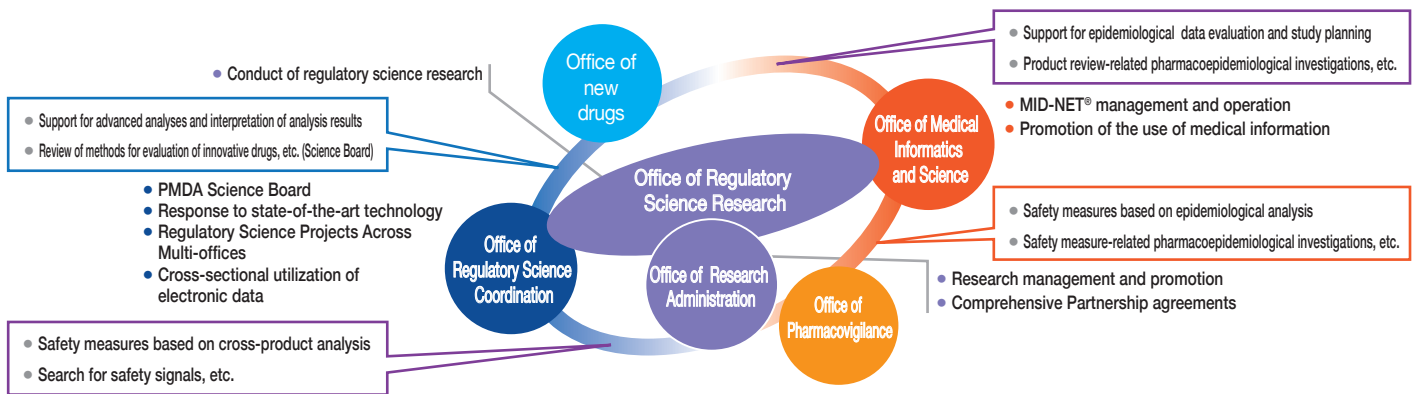 ● Support for epidemiological data evaluation and study planning
● Product review-related pharmacoepidemiological investigations, etc.
● Conduct of regulatory science research
Office of
new
drugs
● Support for advanced analyses and interpretation of analysis results
● Review of methods for evaluation of innovative drugs, etc. (Science Board)
Office of Medical
Informatics
and Science
● MID-NET® management and operation
● Promotion of the use of medical information
Office of Regulatory
Science Research
● PMDA Science Board
● Response to state-of-the-art technology
● Regulatory Science Projects Across
Multi-offices
● Cross-sectional utilization of
electronic data
Office of
Regulatory Science
Coordination
Office of Research
Administration
● Safety measures based on epidemiological analysis
● Safety measure-related pharmacoepidemiological investigations, etc.
● Research management and promotion
● Comprehensive Partnership agreements
Office of
Pharmacovigilance
● Safety measures based on cross-product analysis
● Search for safety signals, etc.